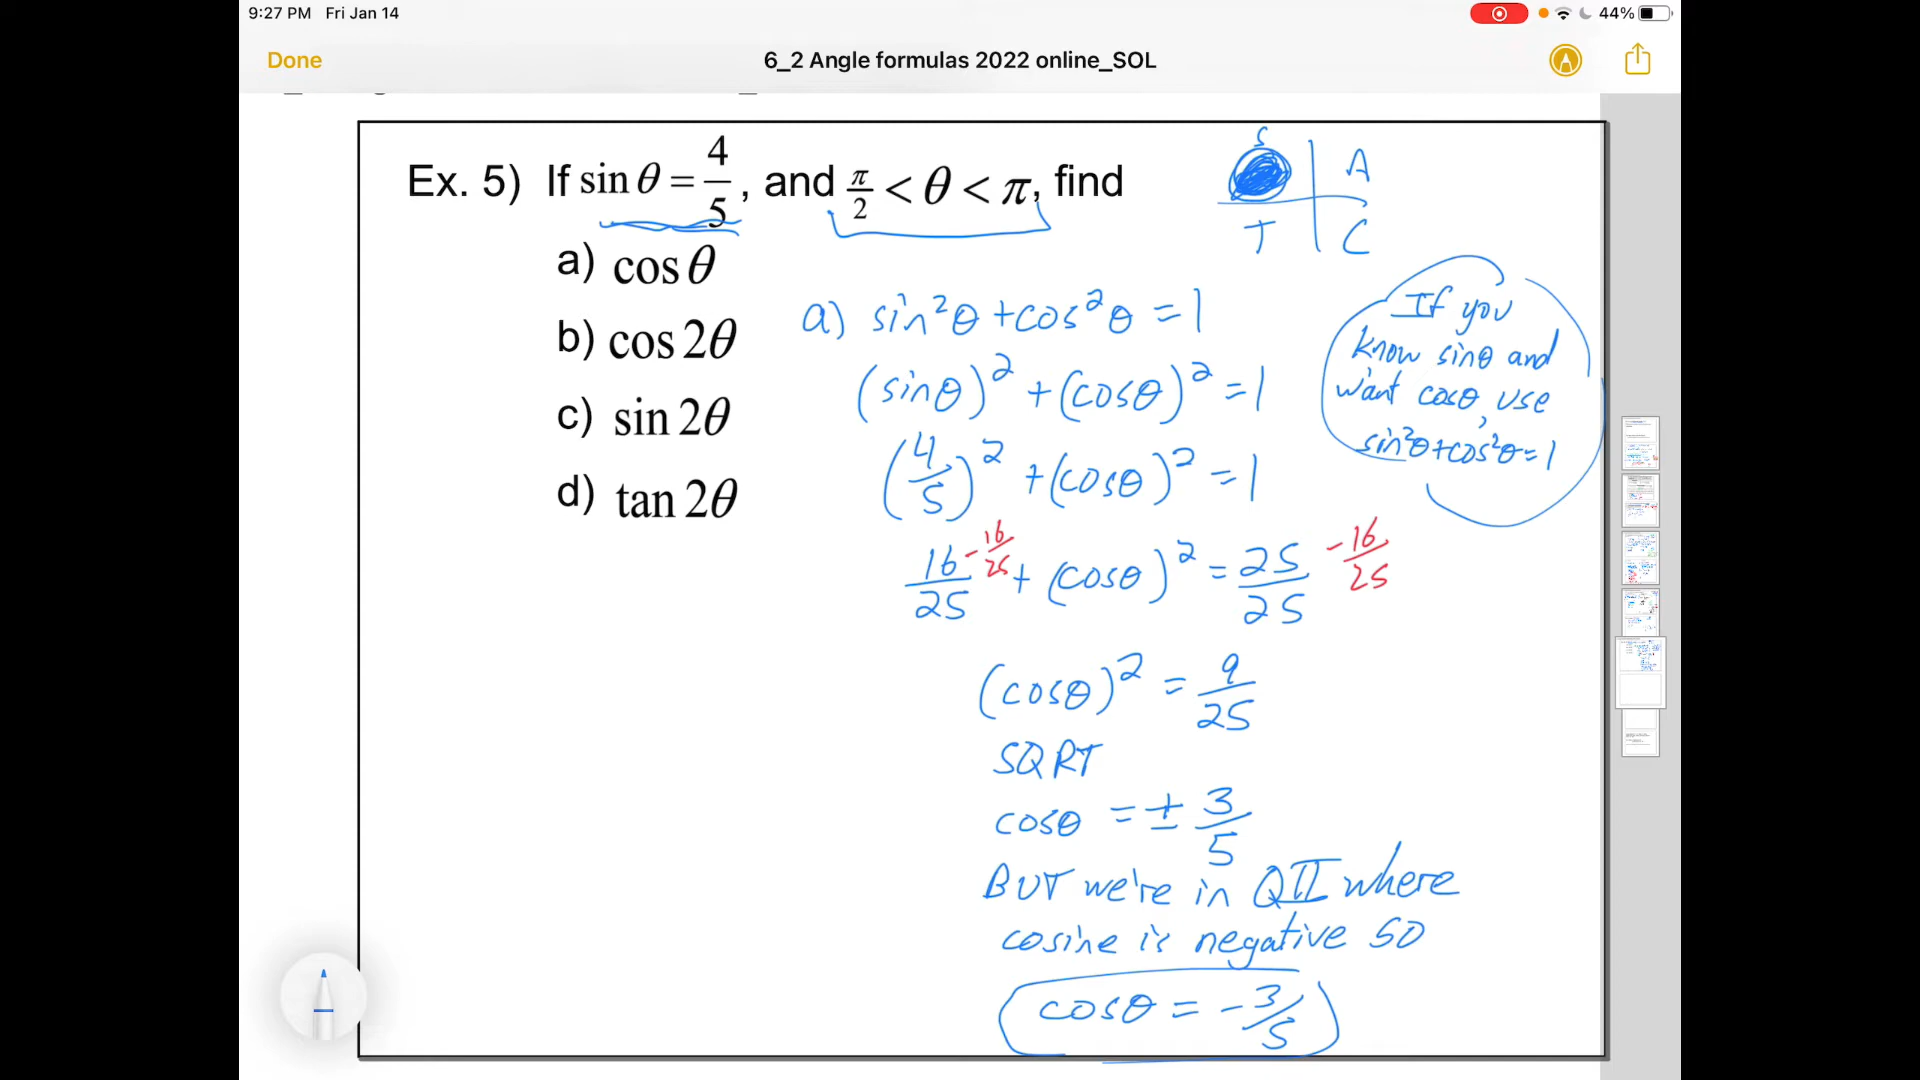 9:27 PM Fri Jan 14
44%
Done
6_2 Angle formulas 2022 online_SOL
Ex. 5) If sin θ = 4/5, and π/2 < θ < π, find
a) cos θ
b) cos 2θ
c) sin 2θ
d) tan 2θ
S A
T C
a) sin²θ + cos²θ = 1
(sinθ)² + (cosθ)² = 1
(4/5)² + (cosθ)² = 1
16/25 - 16/25 + (cosθ)² = 25/25 - 16/25
(cosθ)² = 9/25
SQRT
cosθ = ± 3/5
BUT we're in QII where
cosine is negative SO
cosθ = -3/5
If you
know sinθ and
want cosθ, use
sin²θ+cos²θ=1